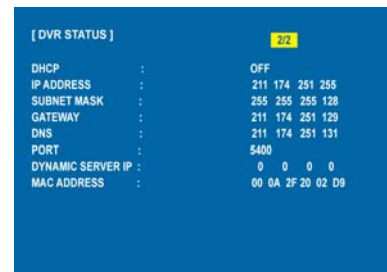 [ DVR STATUS ]
2/2
DHCP : OFF
IP ADDRESS : 211 174 251 255
SUBNET MASK : 255 255 255 128
GATEWAY : 211 174 251 129
DNS : 211 174 251 131
PORT : 5400
DYNAMIC SERVER IP : 0 0 0 0
MAC ADDRESS : 00 0A 2F 20 02 D9